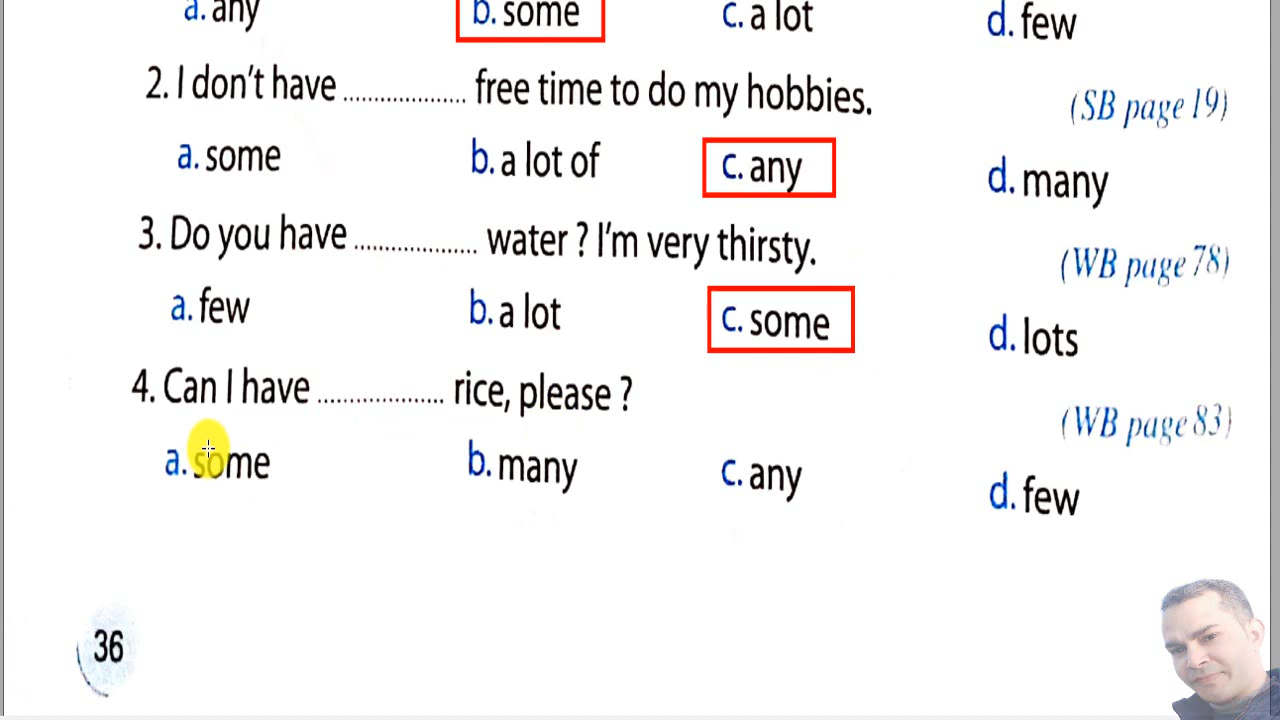 a. any b. some c. a lot d. few
2. I don't have .................... free time to do my hobbies. (SB page 19)
a. some b. a lot of c. any d. many
3. Do you have .................... water ? I'm very thirsty. (WB page 78)
a. few b. a lot c. some d. lots
4. Can I have .................... rice, please ? (WB page 83)
a. some b. many c. any d. few
36